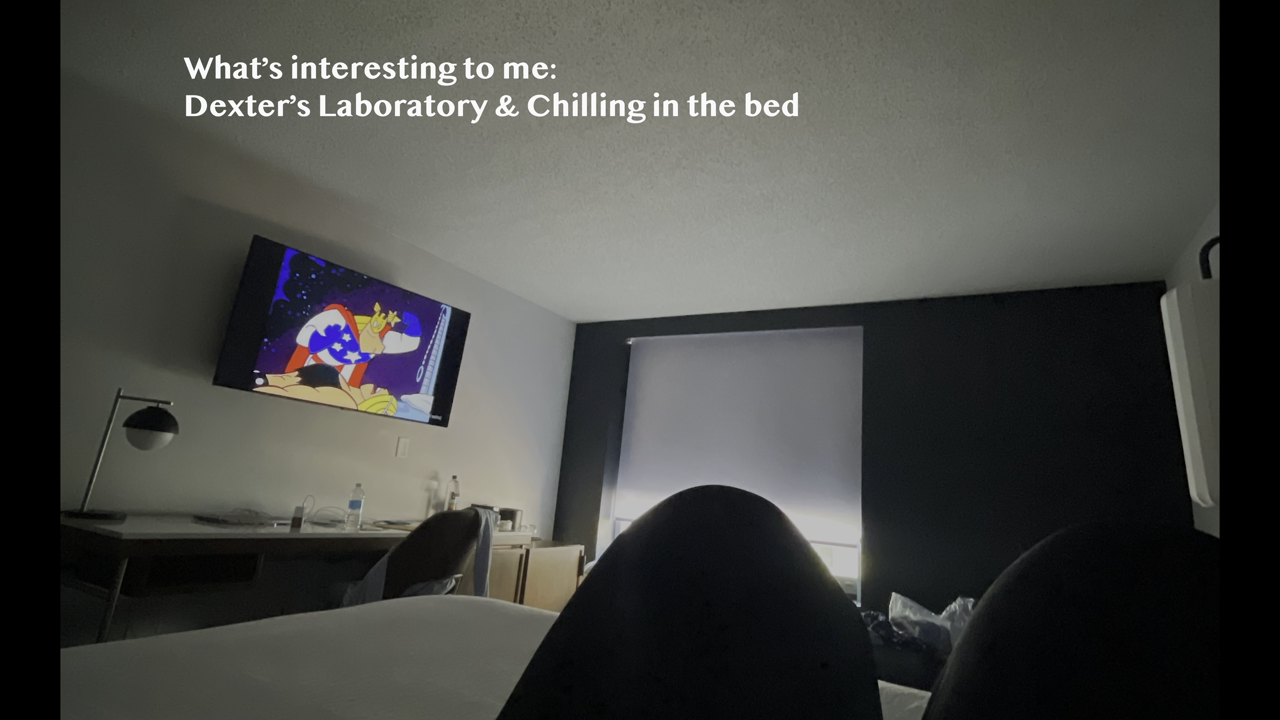 What's interesting to me:
Dexter's Laboratory & Chilling in the bed